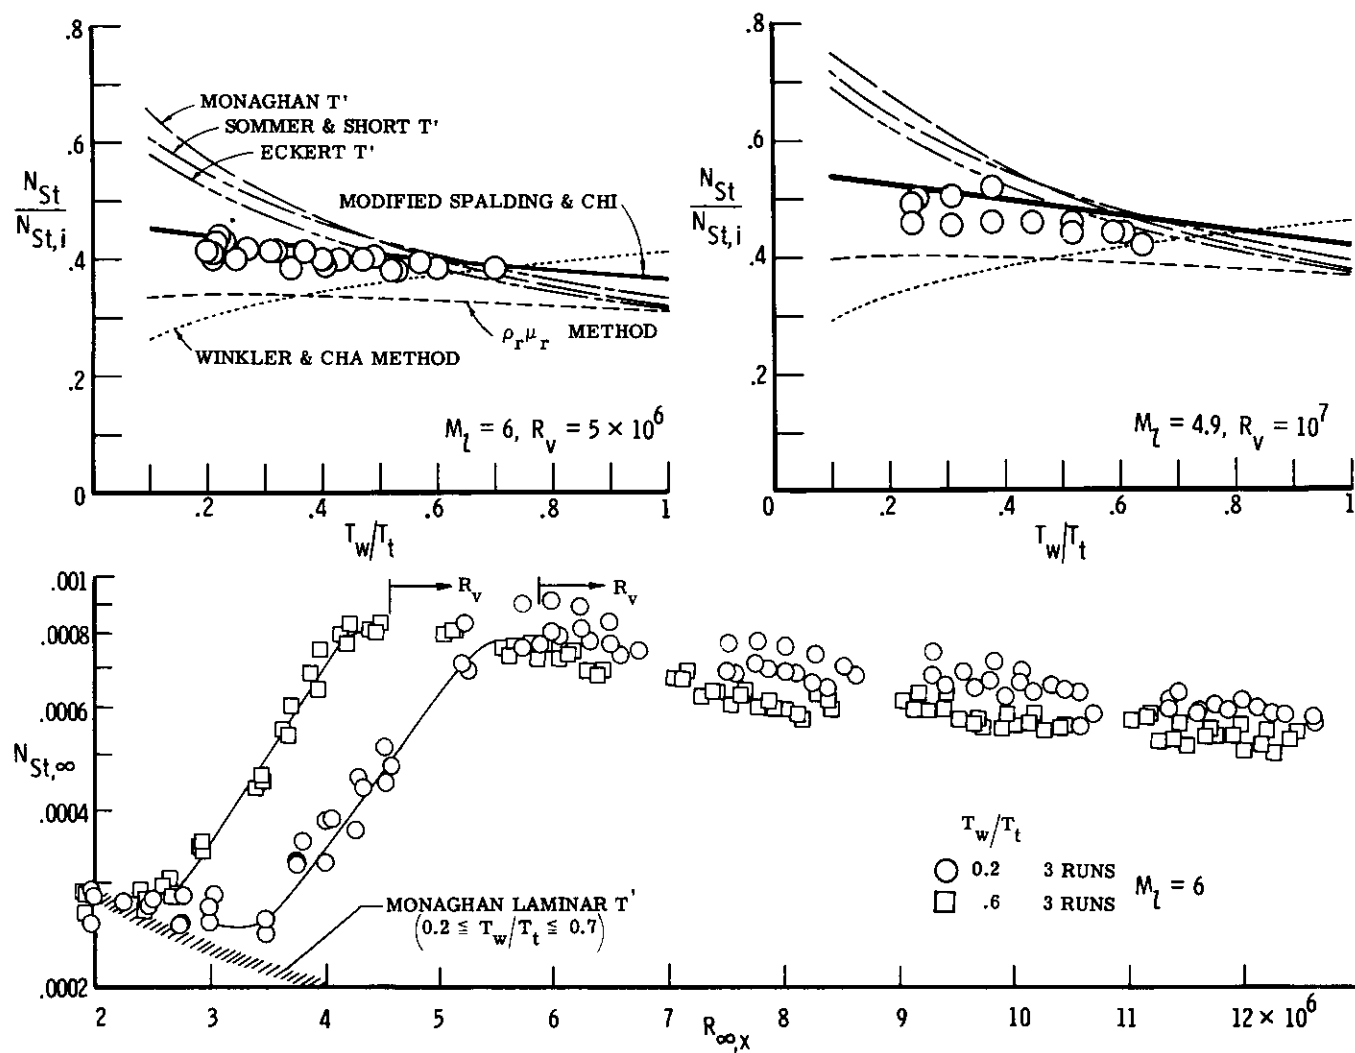 .8
MONAGHAN T'
SOMMER & SHORT T'
ECKERT T'
.6
N_St / N_St,i
MODIFIED SPALDING & CHI
.4
ρ_r μ_r METHOD
WINKLER & CHA METHOD
.2
M_l = 6, R_v = 5 × 10^6
0
.2 .4 .6 .8 1
T_w/T_t
.8
.6
N_St / N_St,i
.4
.2
M_l = 4.9, R_v = 10^7
0 .2 .4 .6 .8 1
T_w/T_t
.001
R_v R_v
.0008
.0006
N_St,∞
.0004
T_w/T_t
0.2 3 RUNS
.6 3 RUNS
M_l = 6
MONAGHAN LAMINAR T'
(0.2 ≦ T_w/T_t ≦ 0.7)
.0002
2 3 4 5 6 7 8 9 10 11 12 × 10^6
R_∞,x